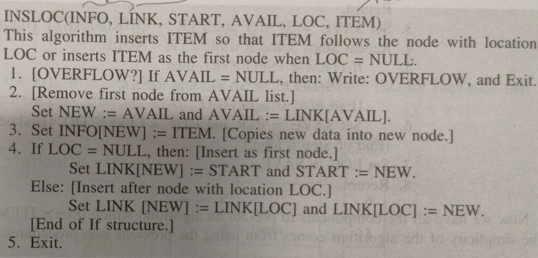 INSLOC(INFO, LINK, START, AVAIL, LOC, ITEM)
This algorithm inserts ITEM so that ITEM follows the node with location
LOC or inserts ITEM as the first node when LOC = NULL.
1. [OVERFLOW?] If AVAIL = NULL, then: Write: OVERFLOW, and Exit.
2. [Remove first node from AVAIL list.]
Set NEW := AVAIL and AVAIL := LINK[AVAIL].
3. Set INFO[NEW] := ITEM. [Copies new data into new node.]
4. If LOC = NULL, then: [Insert as first node.]
Set LINK[NEW] := START and START := NEW.
Else: [Insert after node with location LOC.]
Set LINK [NEW] := LINK[LOC] and LINK[LOC] := NEW.
[End of If structure.]
5. Exit.